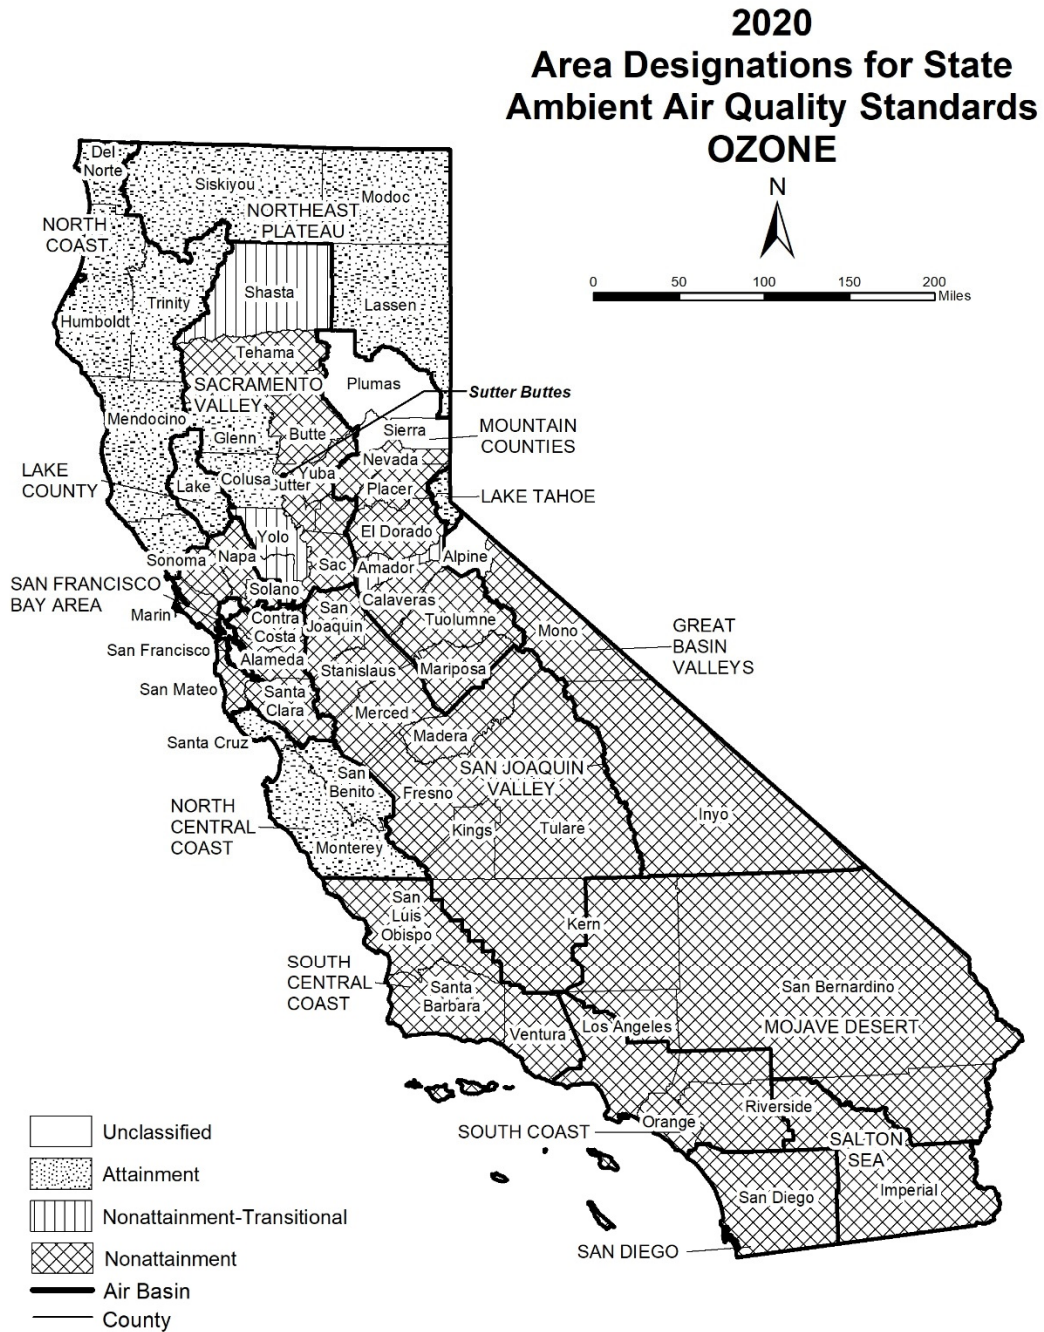 2020
Area Designations for State
Ambient Air Quality Standards
OZONE
N
0 50 100 150 200
Miles
Del
Norte
Siskiyou
Modoc
NORTHEAST
PLATEAU
NORTH
COAST
Shasta
Trinity
Lassen
Humboldt
Tehama
Plumas
SACRAMENTO
VALLEY
Sutter Buttes
Mendocino
Glenn
Butte
Sierra
MOUNTAIN
COUNTIES
Nevada
LAKE
COUNTY
Lake
Colusa
Sutter
Yuba
Placer
LAKE TAHOE
Yolo
El Dorado
Sonoma
Napa
Sac
Amador
Alpine
SAN FRANCISCO
BAY AREA
Solano
Calaveras
Marin
Contra
Costa
San
Joaquin
Tuolumne
Mono
GREAT
BASIN
VALLEYS
San Francisco
Alameda
Stanislaus
Mariposa
San Mateo
Santa
Clara
Merced
Santa Cruz
Madera
San
Benito
Fresno
SAN JOAQUIN
VALLEY
NORTH
CENTRAL
COAST
Monterey
Kings
Tulare
Inyo
San
Luis
Obispo
Kern
SOUTH
CENTRAL
COAST
Santa
Barbara
San Bernardino
Ventura
Los Angeles
MOJAVE DESERT
Orange
Riverside
SOUTH COAST
SALTON
SEA
San Diego
Imperial
SAN DIEGO
Unclassified
Attainment
Nonattainment-Transitional
Nonattainment
Air Basin
County